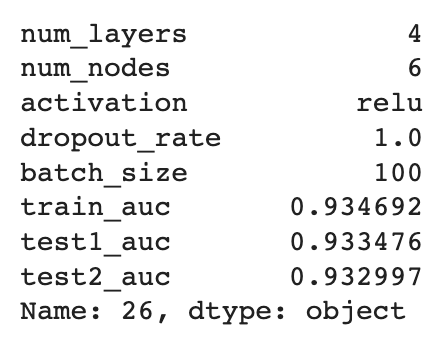 num_layers 4
num_nodes 6
activation relu
dropout_rate 1.0
batch_size 100
train_auc 0.934692
test1_auc 0.933476
test2_auc 0.932997
Name: 26, dtype: object